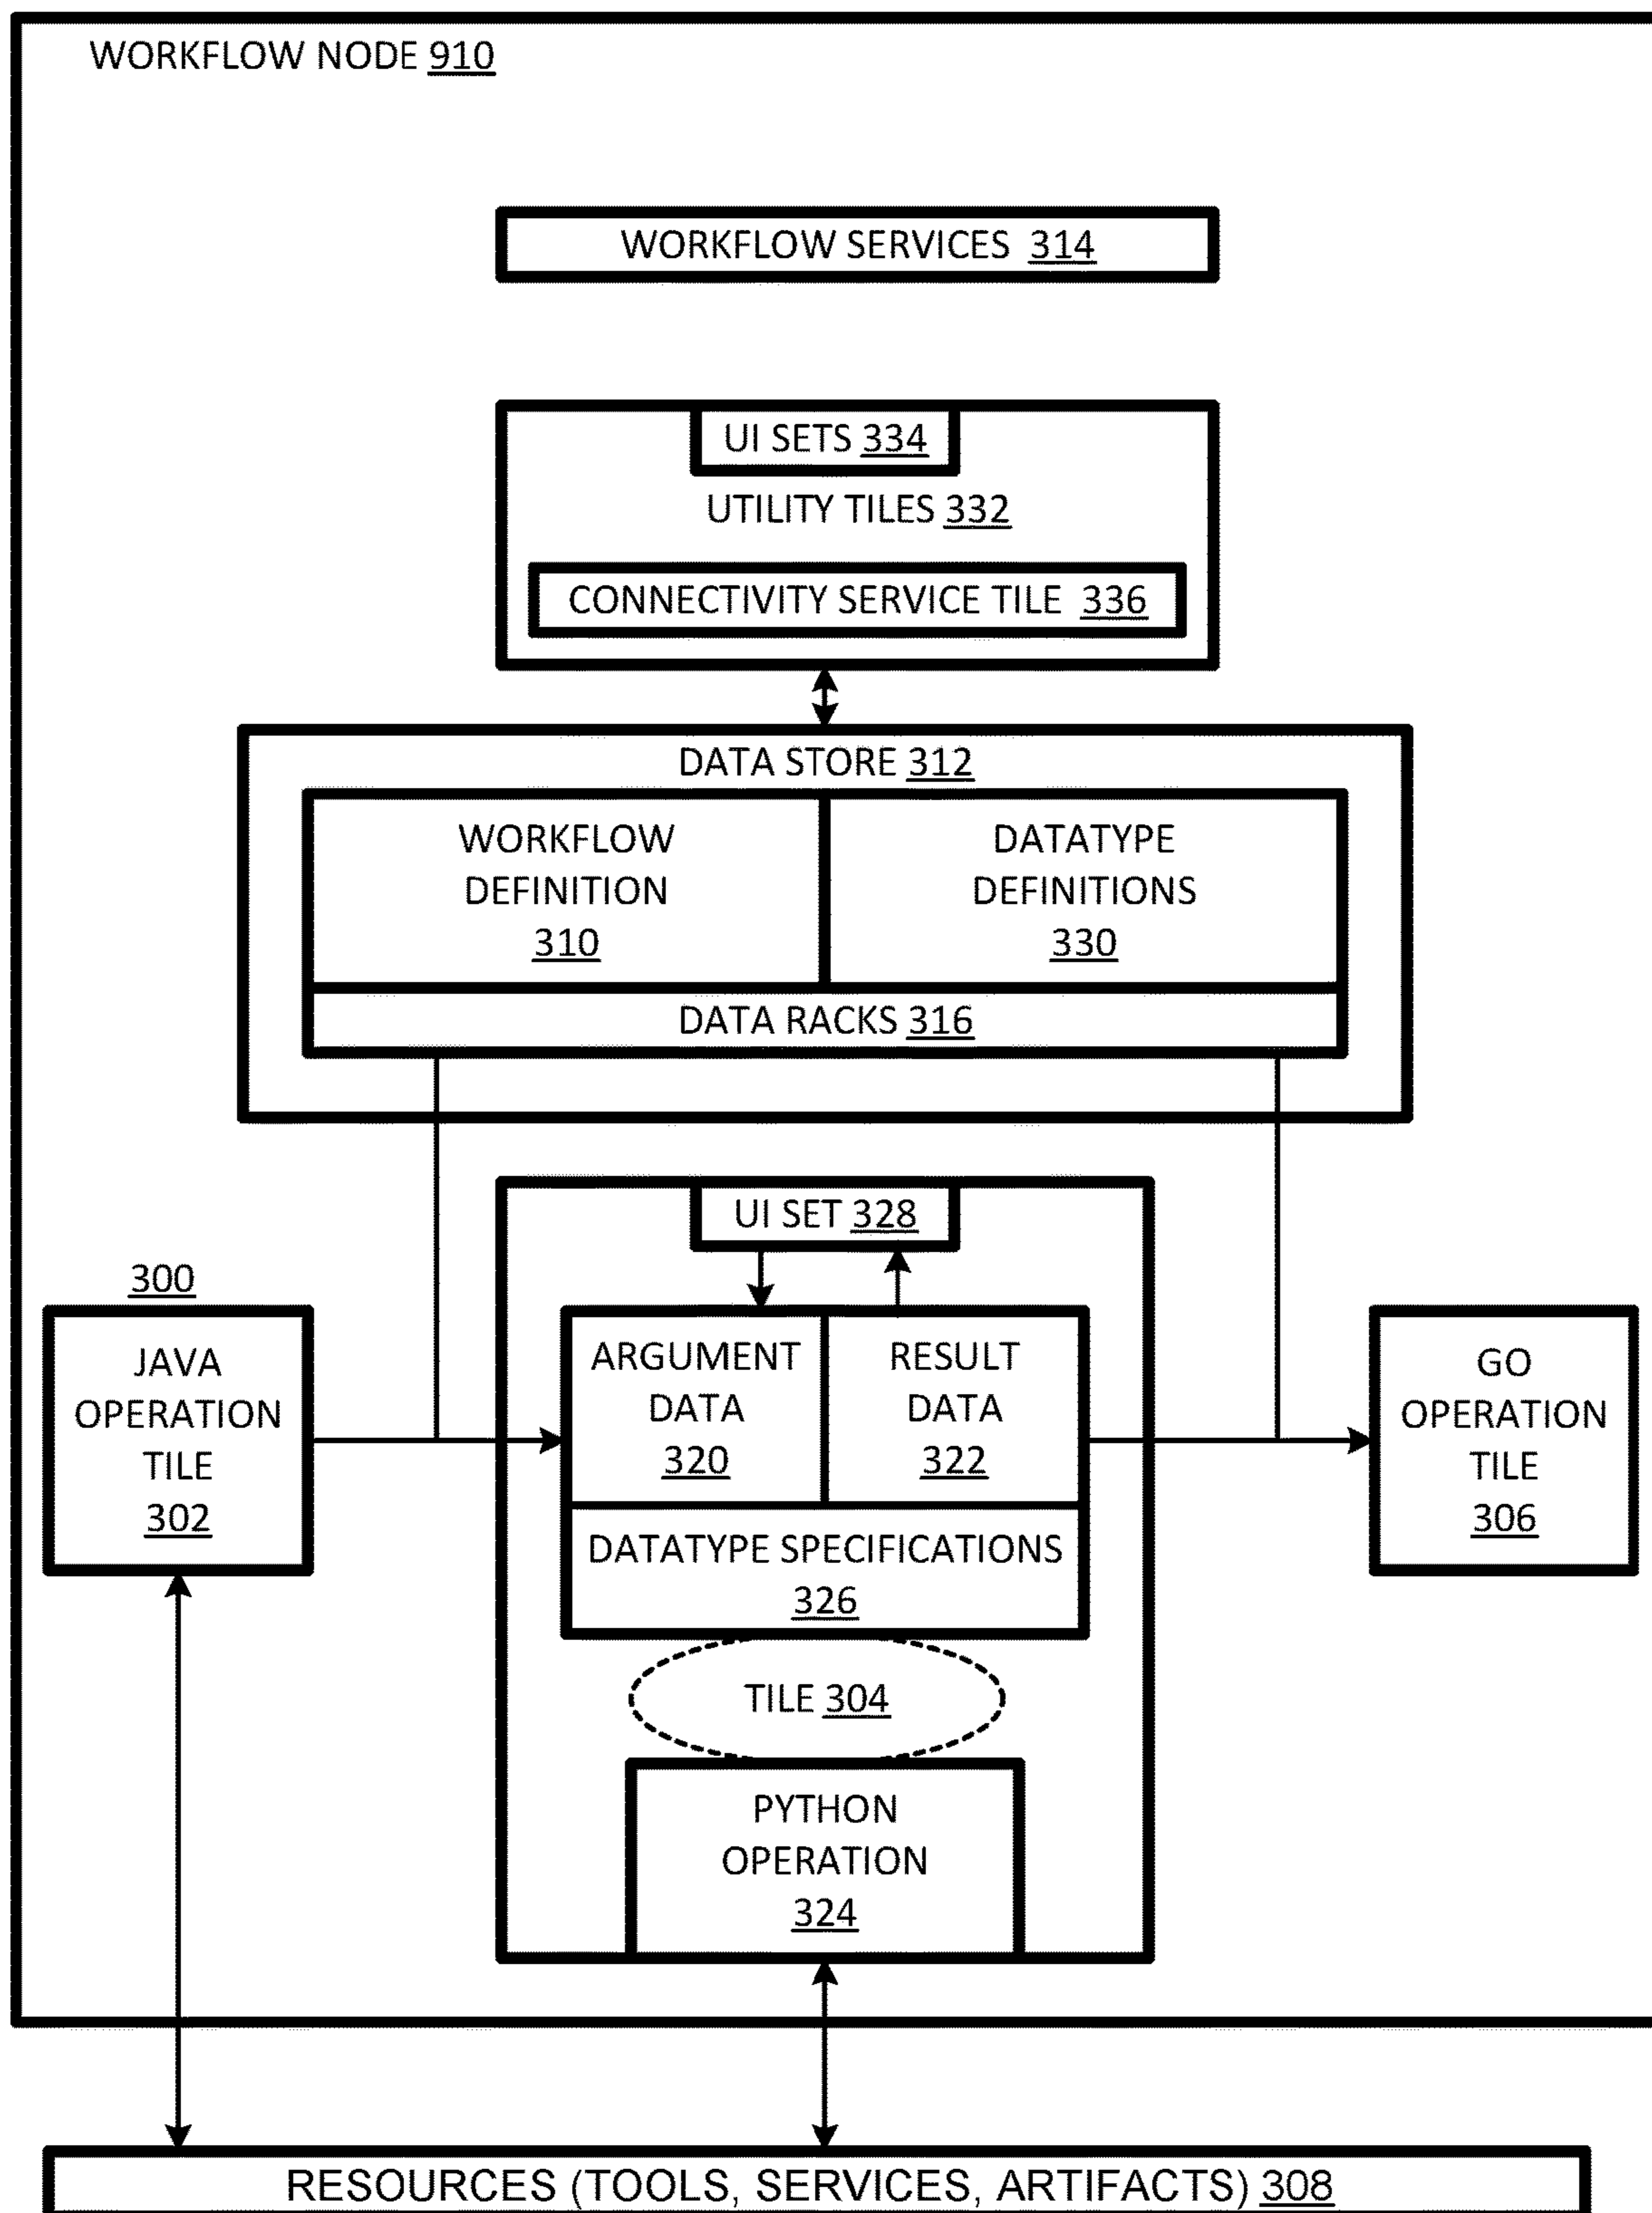 WORKFLOW NODE 910
WORKFLOW SERVICES 314
UI SETS 334
UTILITY TILES 332
CONNECTIVITY SERVICE TILE 336
DATA STORE 312
WORKFLOW
DEFINITION
310
DATATYPE
DEFINITIONS
330
DATA RACKS 316
UI SET 328
300
JAVA
OPERATION
TILE
302
ARGUMENT
DATA
320
RESULT
DATA
322
GO
OPERATION
TILE
306
DATATYPE SPECIFICATIONS
326
TILE 304
PYTHON
OPERATION
324
RESOURCES (TOOLS, SERVICES, ARTIFACTS) 308